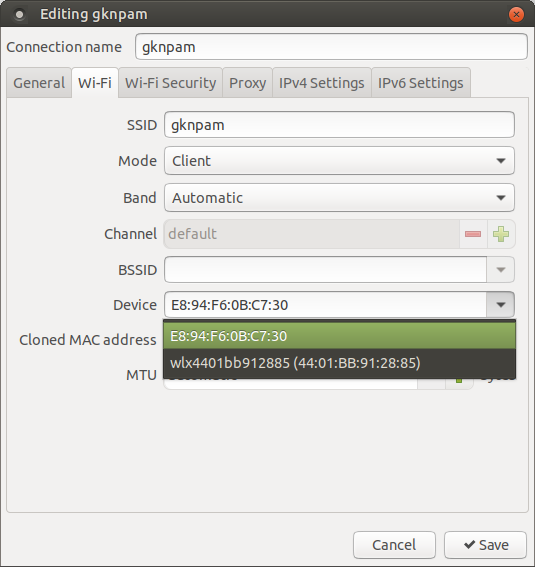 Editing gknpam
Connection name gknpam
General Wi-Fi Wi-Fi Security Proxy IPv4 Settings IPv6 Settings
SSID gknpam
Mode Client
Band Automatic
Channel default
BSSID
Device E8:94:F6:0B:C7:30
E8:94:F6:0B:C7:30
Cloned MAC address
wlx4401bb912885 (44:01:BB:91:28:85)
MTU
Cancel Save